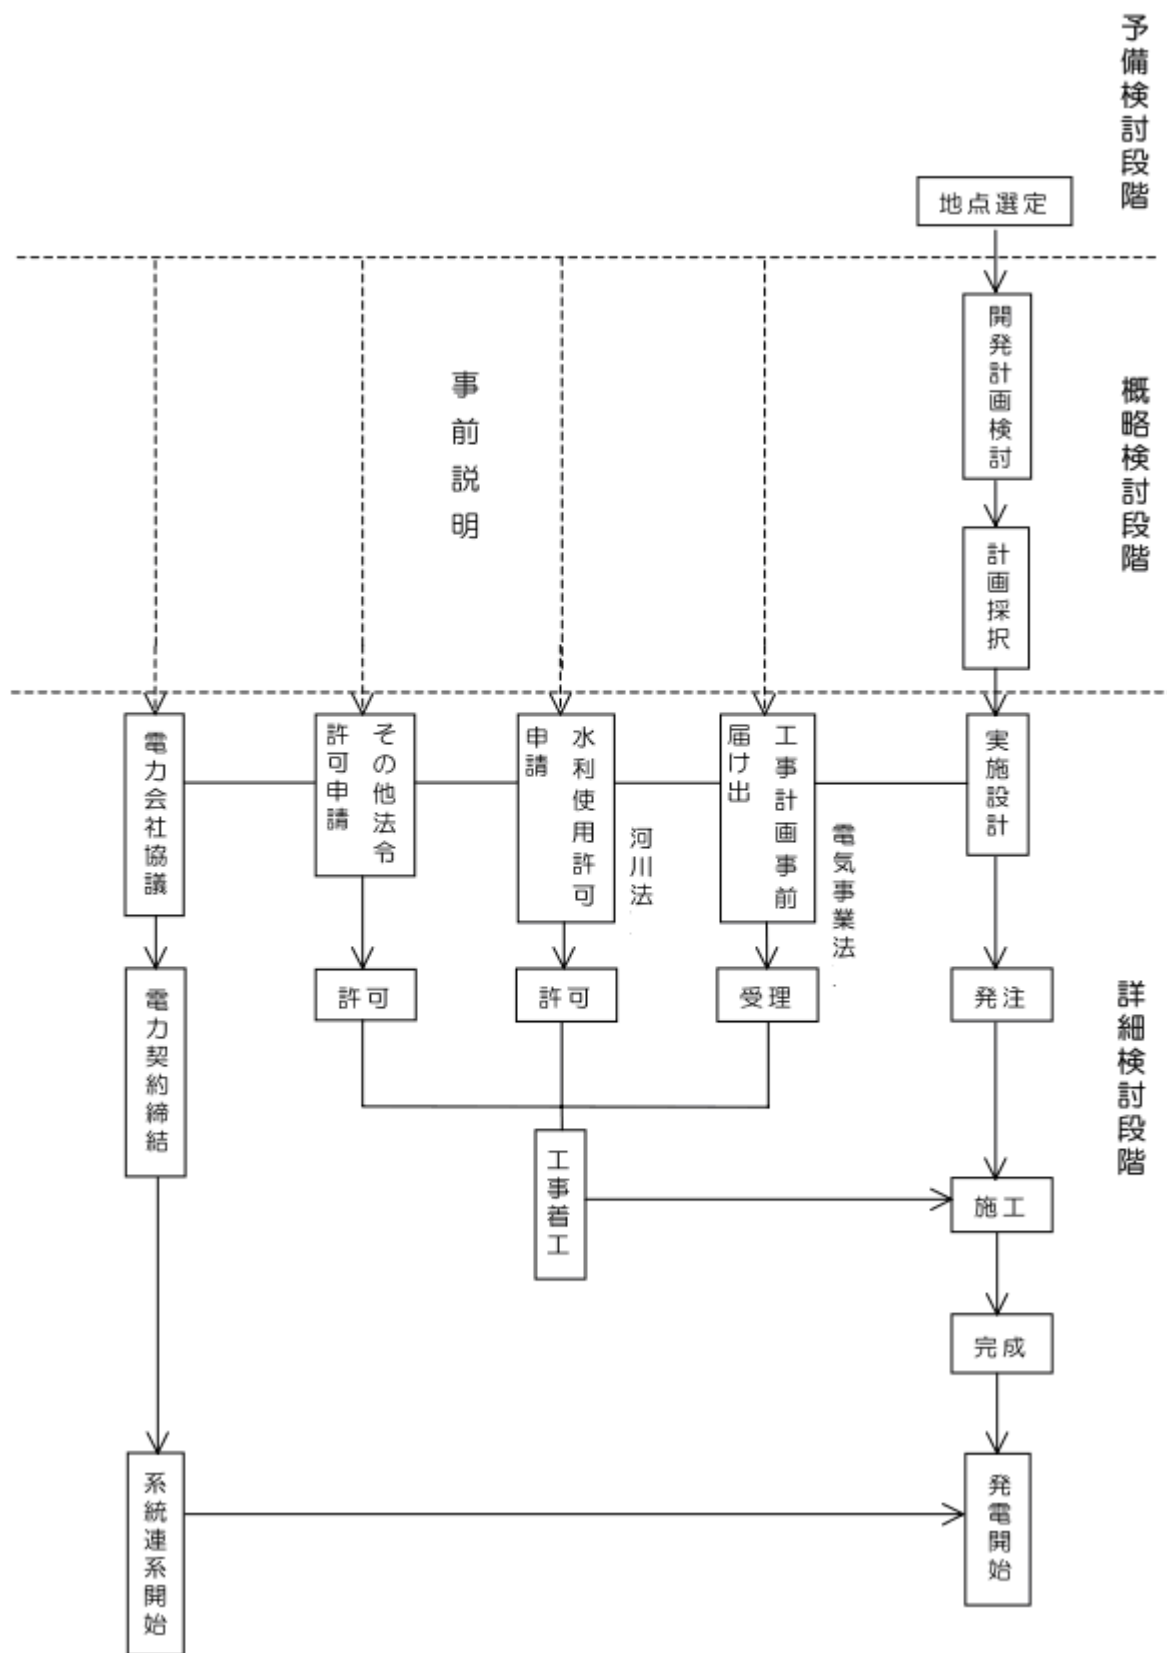 予備検討段階
地点選定
概略検討段階
開発計画検討
計画採択
事前説明
詳細検討段階
実施設計
工事計画事前
届け出
電気事業法
水利使用許可
申請
河川法
その他法令
許可申請
電力会社協議
発注
受理
許可
許可
電力契約締結
工事着工
施工
完成
発電開始
系統連系開始